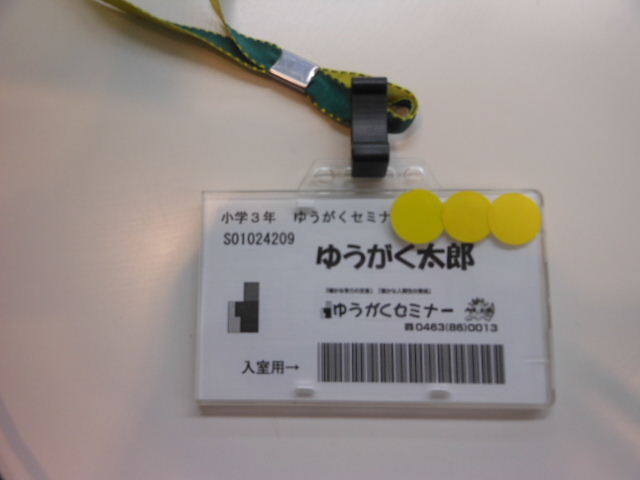 小学3年 ゆうがくセミナ
S01024209
ゆうがく太郎
ゆうがくセミナー
0463(86)0013
入室用→